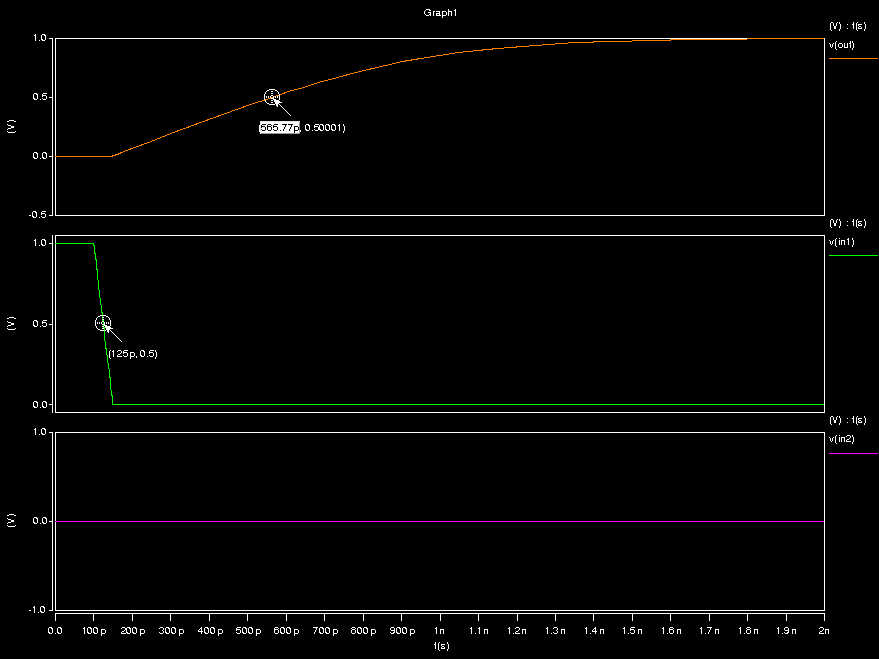 Graph1
(V) : t(s)
v(out)
1.0
0.5
(V)
0.0
-0.5
(565.77p, 0.50001)
(V) : t(s)
v(in1)
1.0
0.5
(V)
0.0
(125p, 0.5)
(V) : t(s)
v(in2)
1.0
0.0
(V)
-1.0
0.0 100p 200p 300p 400p 500p 600p 700p 800p 900p 1n 1.1n 1.2n 1.3n 1.4n 1.5n 1.6n 1.7n 1.8n 1.9n 2n
t(s)